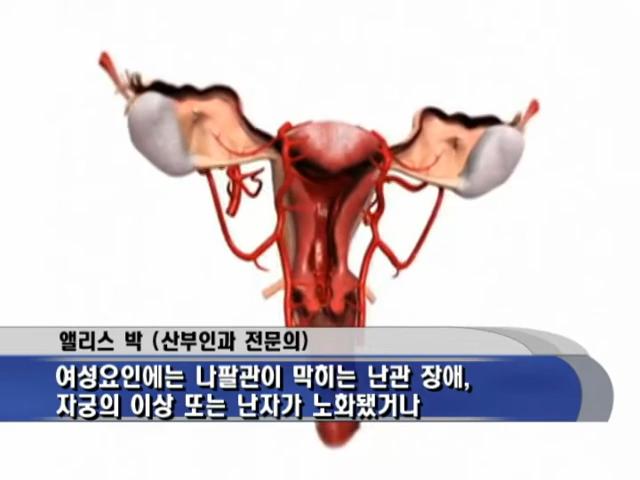 앨리스 박 (산부인과 전문의)
여성요인에는 나팔관이 막히는 난관 장애,
자궁의 이상 또는 난자가 노화됐거나